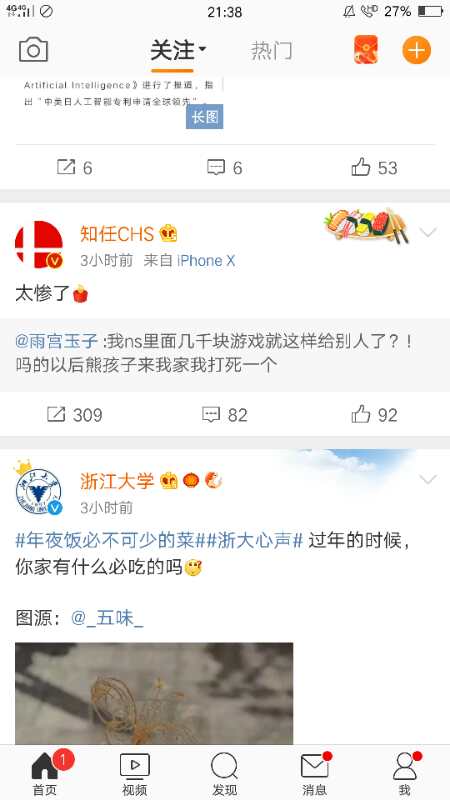 4G 4G 21:38 27%
关注 热门
Artificial Intelligence》进行了报道，指
出“中美日人工智能专利申请全球领先”。
长图
6 6 53
知任CHS
3小时前 来自 iPhone X
太惨了
@雨宫玉子 :我ns里面几千块游戏就这样给别人了？！
吗的以后熊孩子来我家我打死一个
309 82 92
浙江大学
3小时前
#年夜饭必不可少的菜##浙大心声# 过年的时候，
你家有什么必吃的吗
图源：@_五味_
1
首页 视频 发现 消息 我